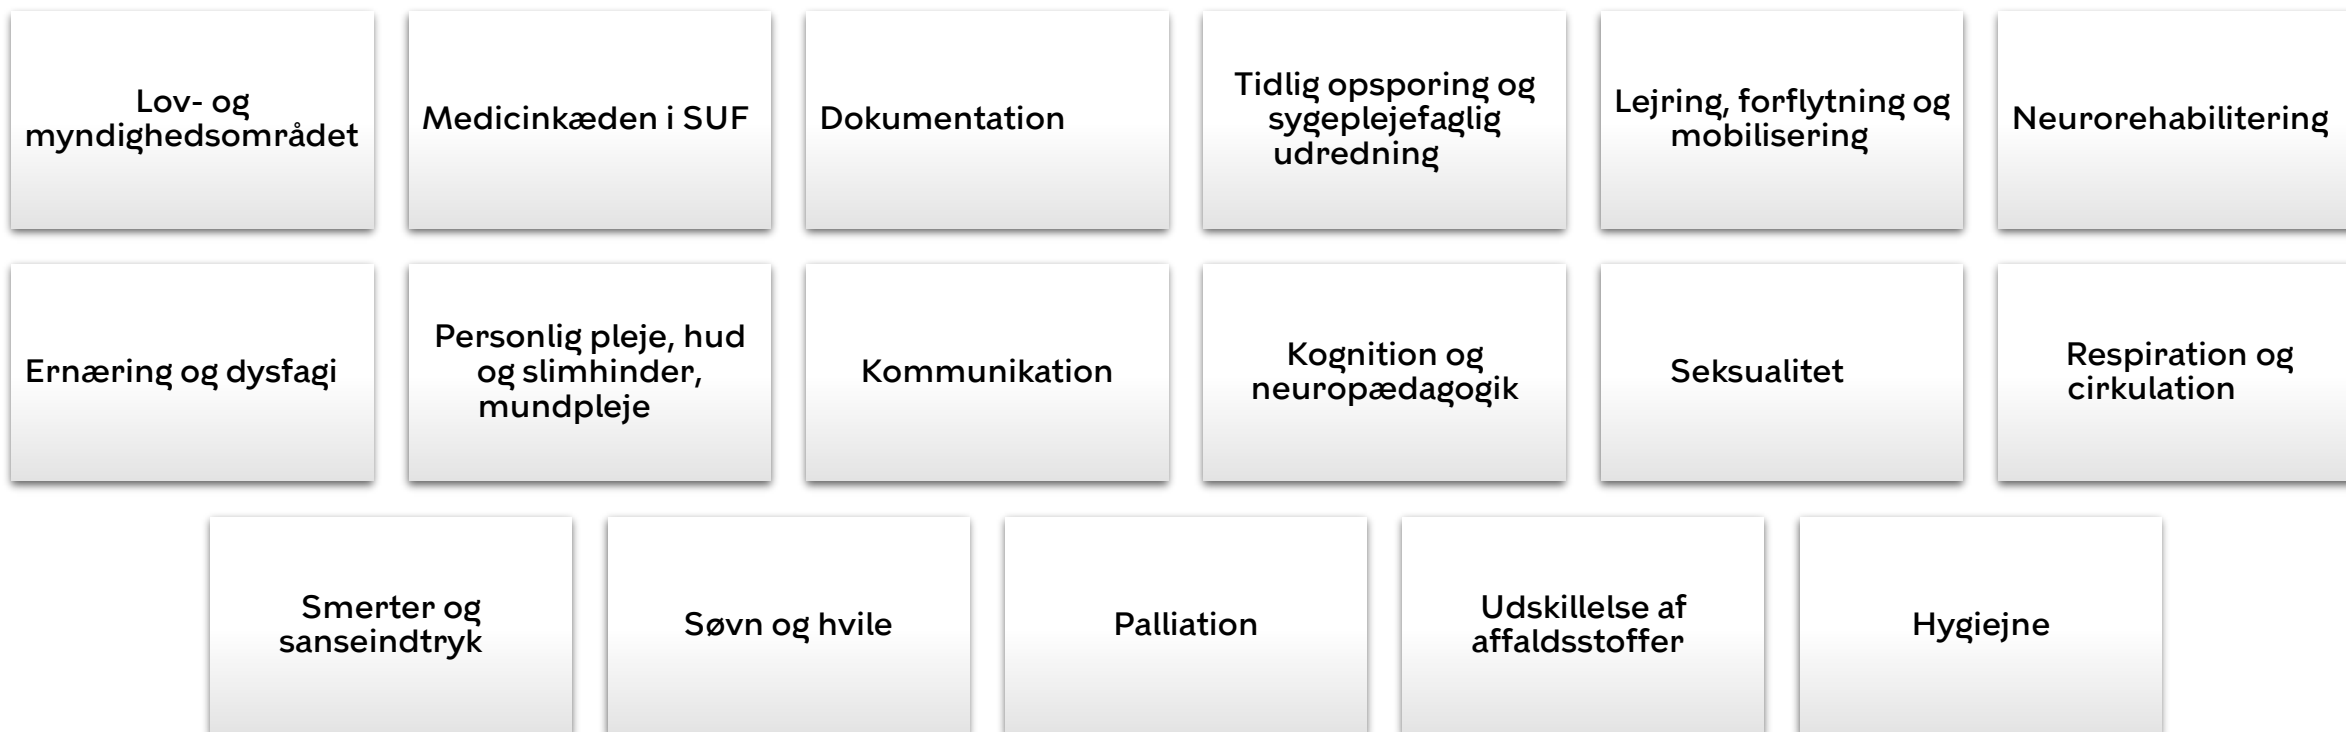 Lov- og
myndighedsområdet
Medicinkæden i SUF
Dokumentation
Tidlig opsporing og
sygeplejefaglig
udredning
Lejring, forflytning og
mobilisering
Neurorehabilitering
Ernæring og dysfagi
Personlig pleje, hud
og slimhinder,
mundpleje
Kommunikation
Kognition og
neuropædagogik
Seksualitet
Respiration og
cirkulation
Smerter og
sanseindtryk
Søvn og hvile
Palliation
Udskillelse af
affaldsstoffer
Hygiejne